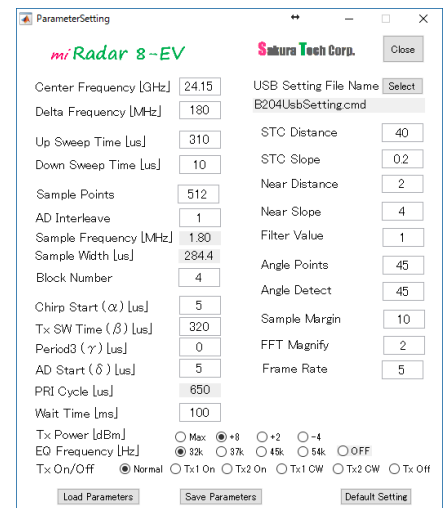 ParameterSetting
miRadar 8-EV
Sakura Tech Corp.
Close
Center Frequency [GHz] 24.15
Delta Frequency [MHz] 180
Up Sweep Time [us] 310
Down Sweep Time [us] 10
Sample Points 512
AD Interleave 1
Sample Frequency [MHz] 1.80
Sample Width [us] 284.4
Block Number 4
Chirp Start (α) [us] 5
Tx SW Time (β) [us] 320
Period3 (γ) [us] 0
AD Start (δ) [us] 5
PRI Cycle [us] 650
Wait Time [ms] 100
USB Setting File Name Select
B204UsbSetting.cmd
STC Distance 40
STC Slope 0.2
Near Distance 2
Near Slope 4
Filter Value 1
Angle Points 45
Angle Detect 45
Sample Margin 10
FFT Magnify 2
Frame Rate 5
Tx Power [dBm] Max +8 +2 -4
EQ Frequency [Hz] 32k 37k 45k 54k OFF
Tx On/Off Normal Tx1 On Tx2 On Tx1 CW Tx2 CW Tx Off
Load Parameters Save Parameters Default Setting